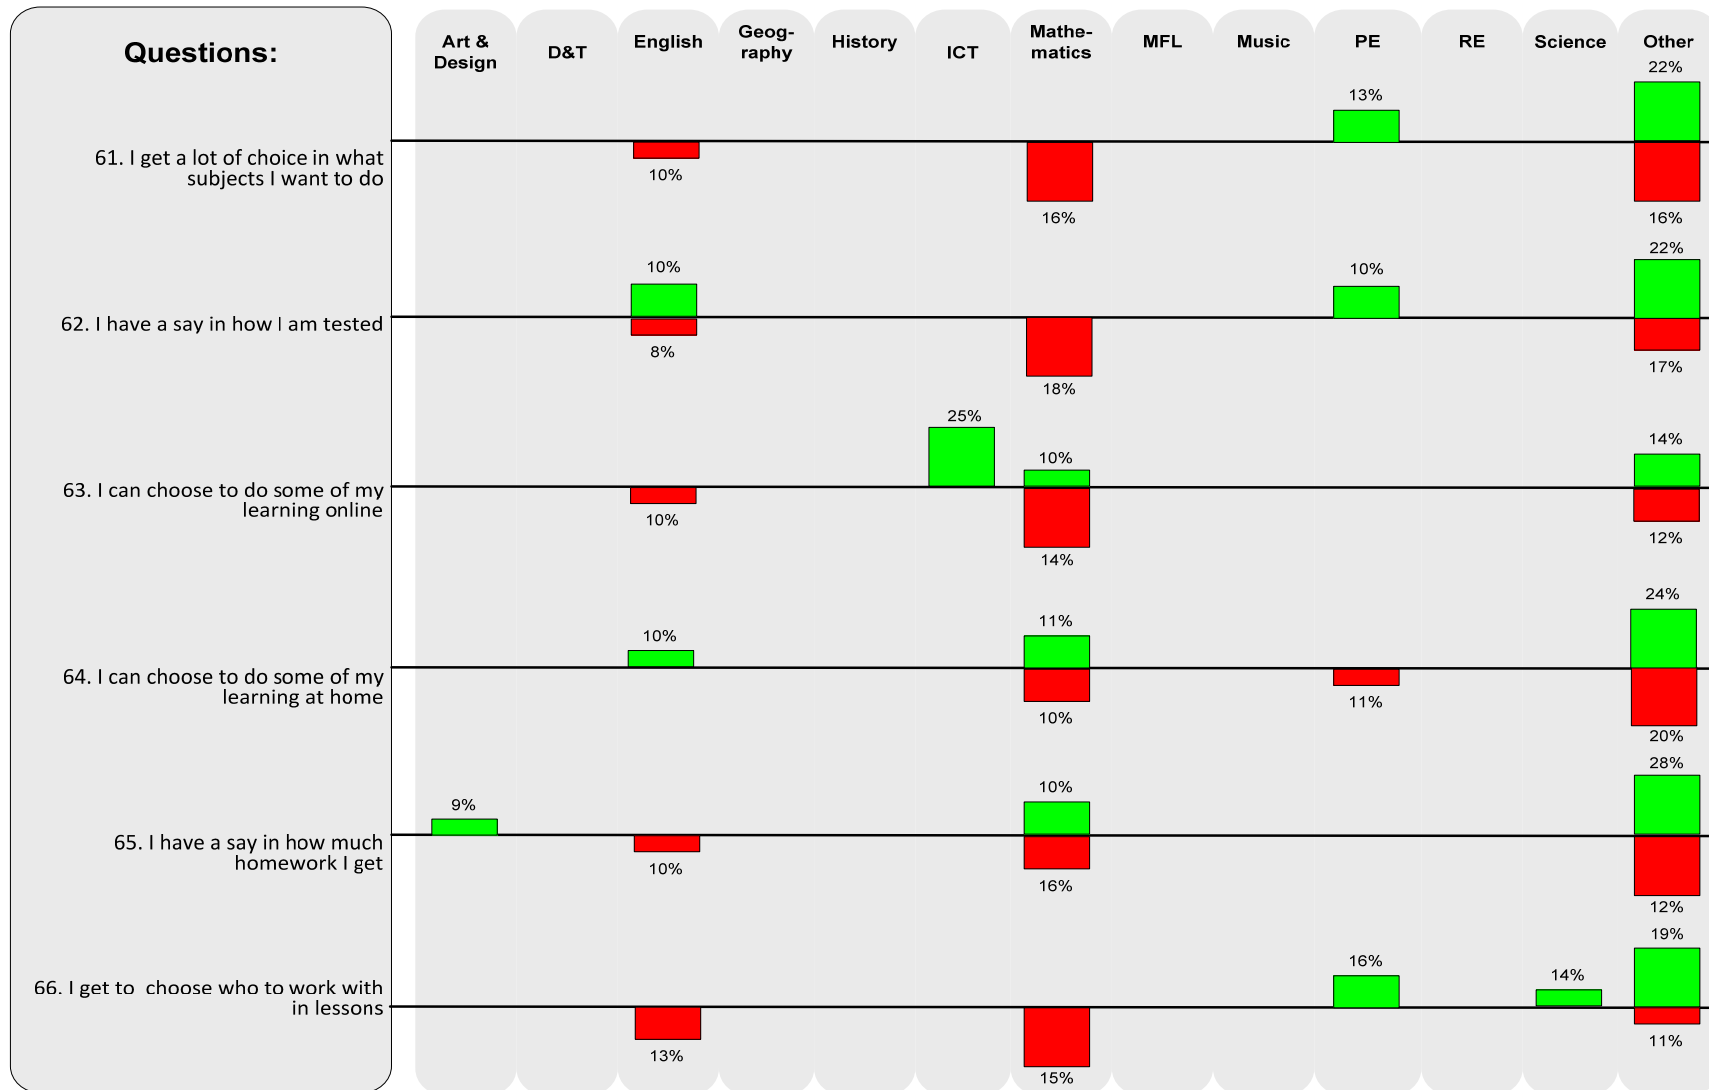 Questions:
Art &
Design
D&T
English
Geog-
raphy
History
ICT
Mathe-
matics
MFL
Music
PE
RE
Science
Other
22%
13%
61. I get a lot of choice in what
subjects I want to do
10%
16%
16%
22%
10%
10%
62. I have a say in how I am tested
8%
18%
17%
25%
10%
14%
63. I can choose to do some of my
learning online
10%
14%
12%
24%
10%
11%
64. I can choose to do some of my
learning at home
10%
11%
20%
28%
9%
10%
65. I have a say in how much
homework I get
10%
16%
12%
19%
16%
14%
66. I get to  choose who to work with
in lessons
13%
15%
11%